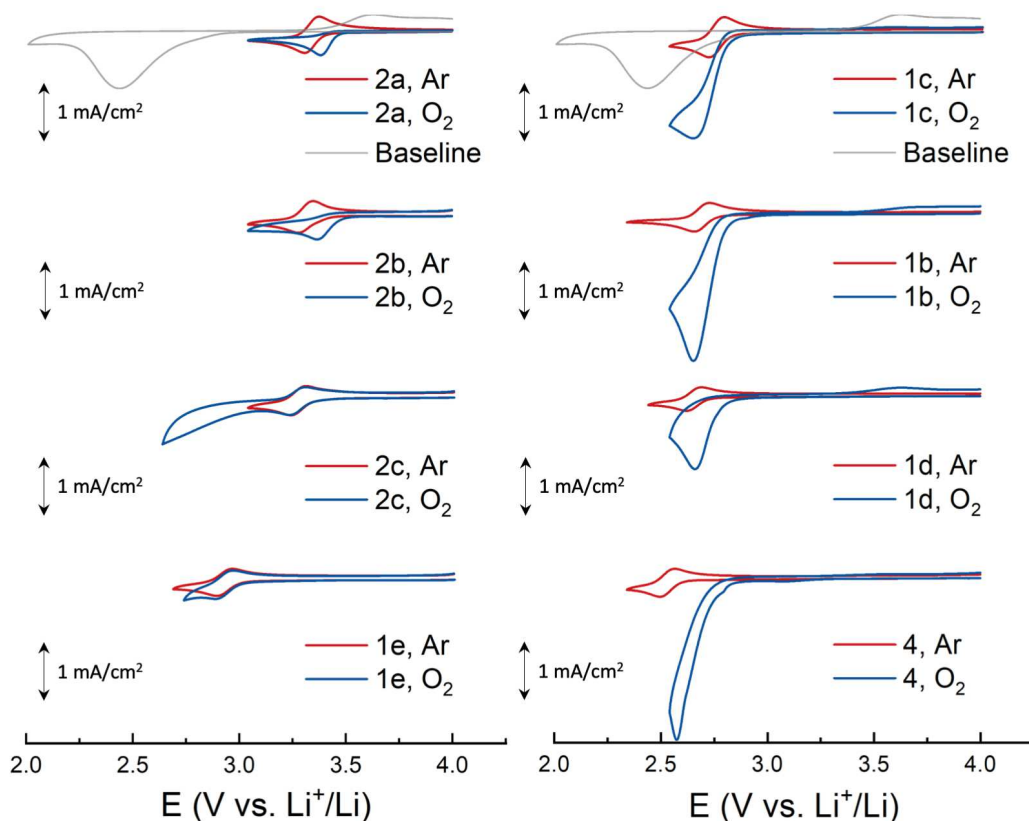 1 mA/cm²
2a, Ar
2a, O₂
Baseline
1 mA/cm²
2b, Ar
2b, O₂
1 mA/cm²
2c, Ar
2c, O₂
1 mA/cm²
1e, Ar
1e, O₂
2.0 2.5 3.0 3.5 4.0
E (V vs. Li⁺/Li)
1 mA/cm²
1c, Ar
1c, O₂
Baseline
1 mA/cm²
1b, Ar
1b, O₂
1 mA/cm²
1d, Ar
1d, O₂
1 mA/cm²
4, Ar
4, O₂
2.0 2.5 3.0 3.5 4.0
E (V vs. Li⁺/Li)